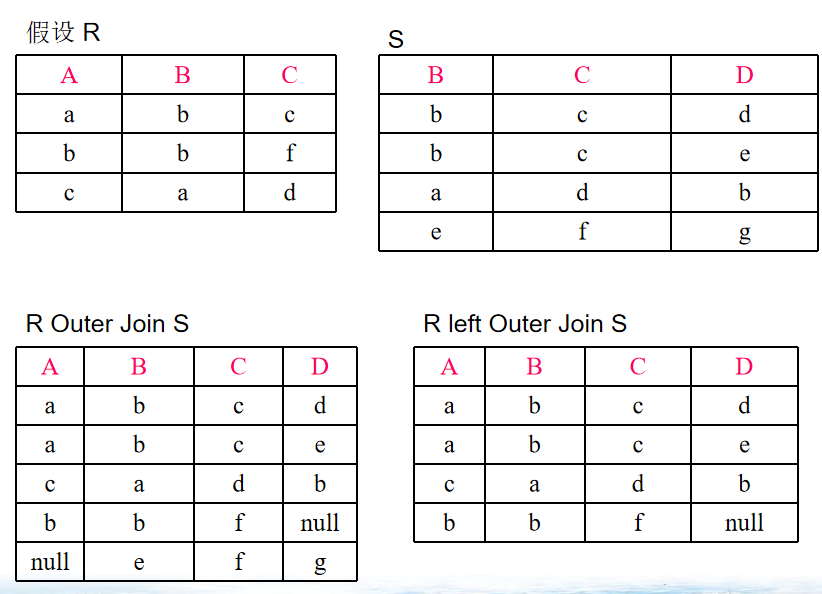 假设 R
A B C
a b c
b b f
c a d
S
B C D
b c d
b c e
a d b
e f g
R Outer Join S
A B C D
a b c d
a b c e
c a d b
b b f null
null e f g
R left Outer Join S
A B C D
a b c d
a b c e
c a d b
b b f null